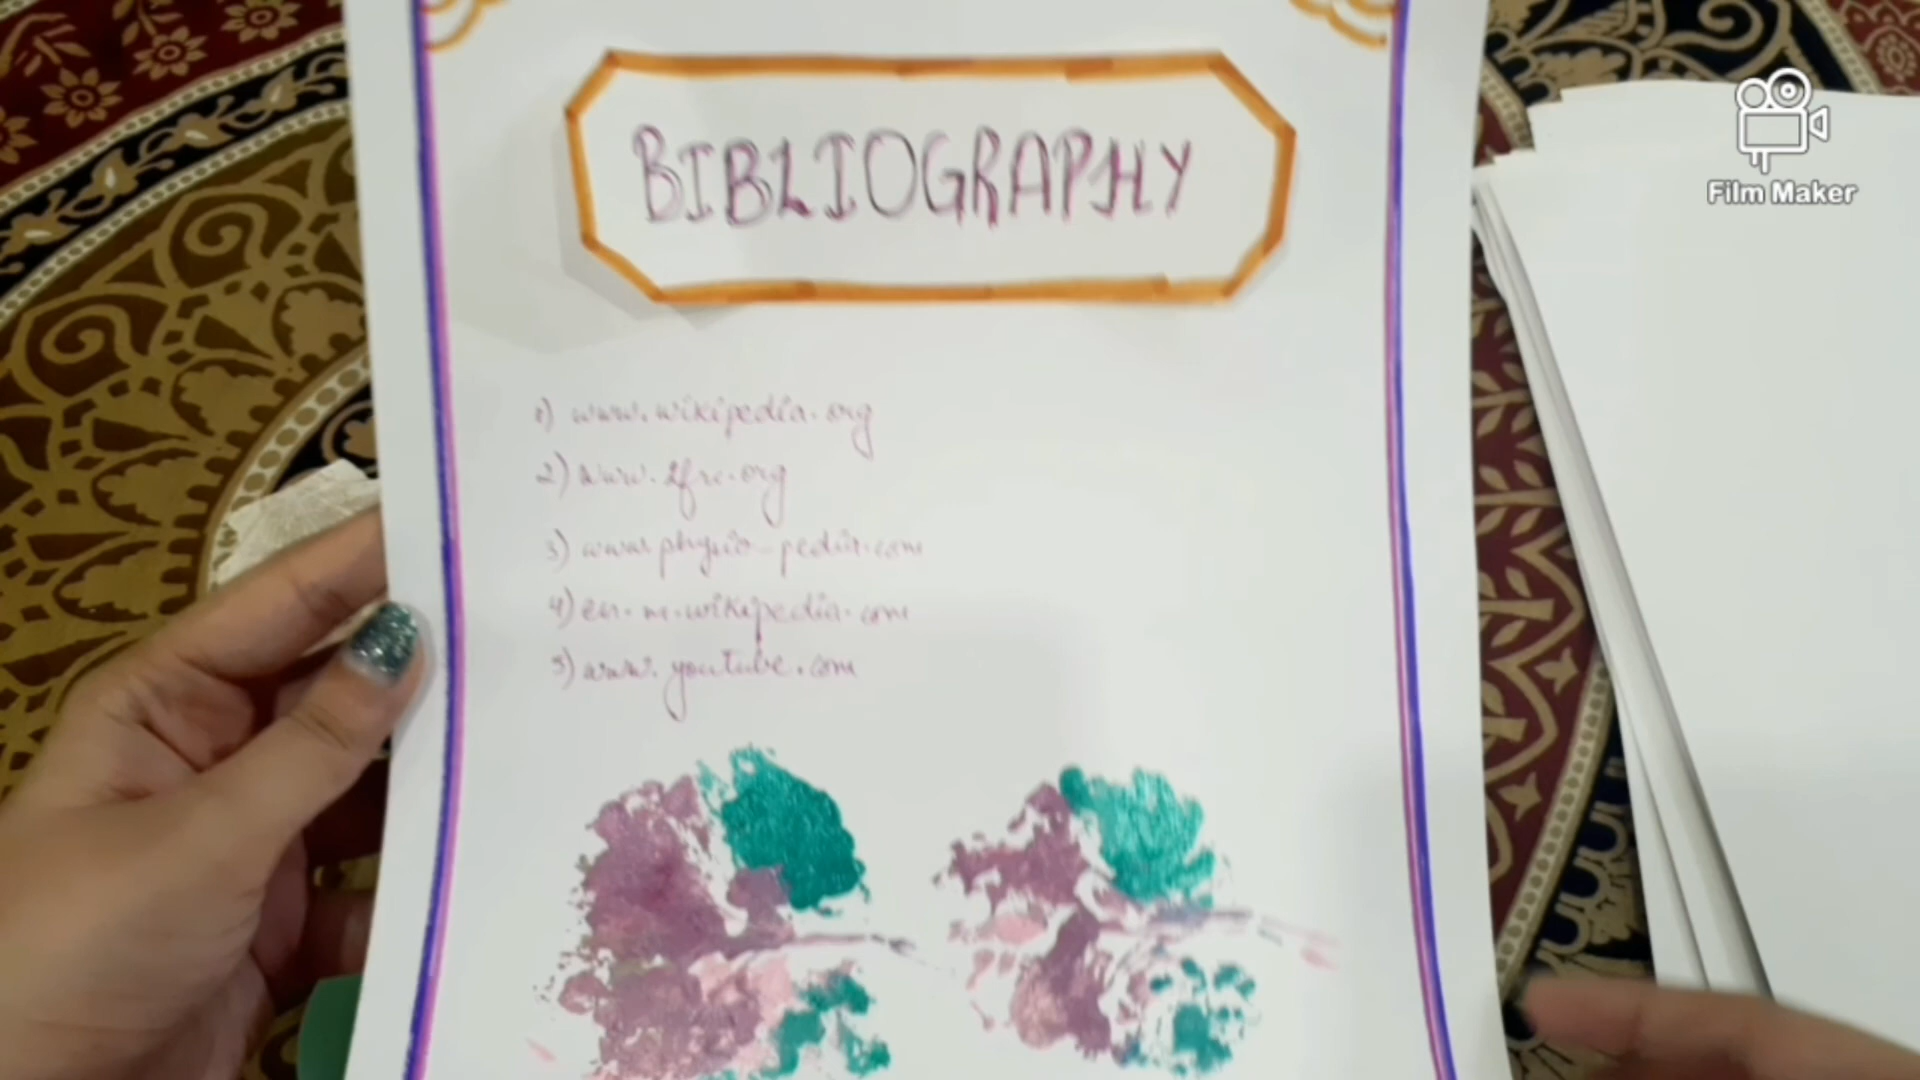 BIBLIOGRAPHY
Film Maker
1) www.wikipedia.org
2) www.ifrc.org
3) www.physio-pedia.com
4) en.m.wikipedia.com
5) www.youtube.com